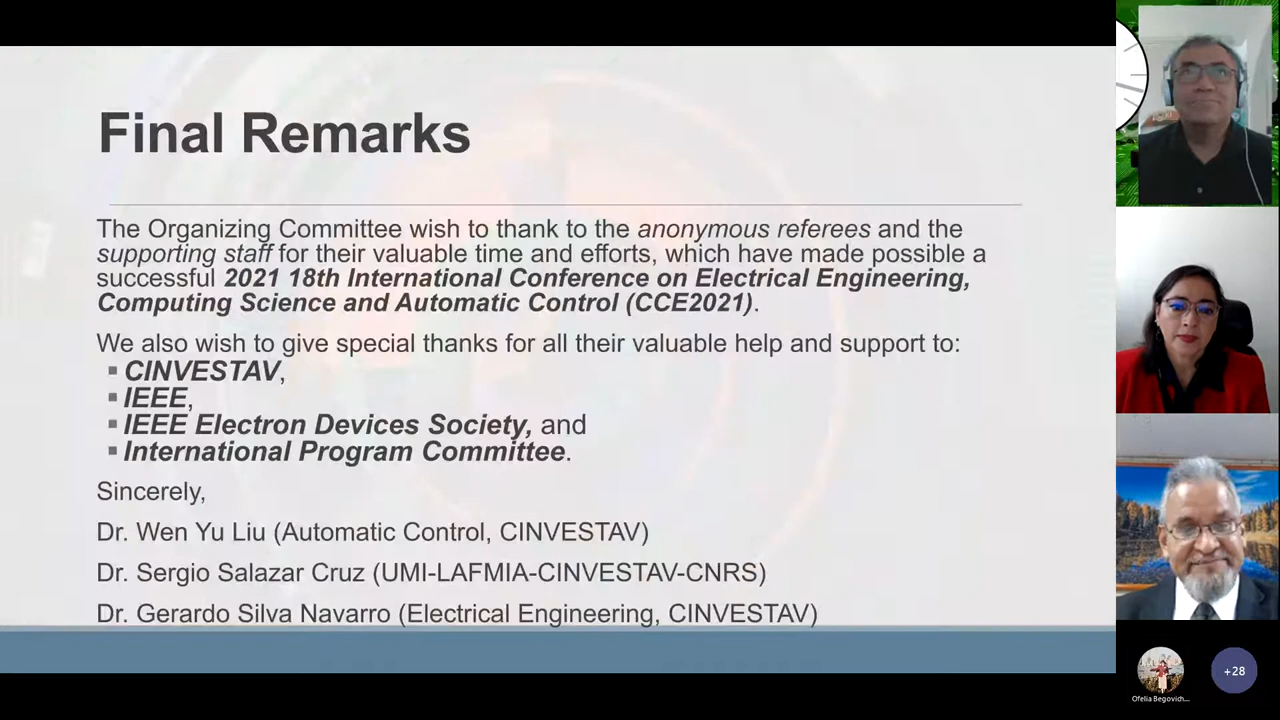 Final Remarks
The Organizing Committee wish to thank to the anonymous referees and the
supporting staff for their valuable time and efforts, which have made possible a
successful 2021 18th International Conference on Electrical Engineering,
Computing Science and Automatic Control (CCE2021).
We also wish to give special thanks for all their valuable help and support to:
▪ CINVESTAV,
▪ IEEE,
▪ IEEE Electron Devices Society, and
▪ International Program Committee.
Sincerely,
Dr. Wen Yu Liu (Automatic Control, CINVESTAV)
Dr. Sergio Salazar Cruz (UMI-LAFMIA-CINVESTAV-CNRS)
Dr. Gerardo Silva Navarro (Electrical Engineering, CINVESTAV)
Ofelia Begovich...
+28